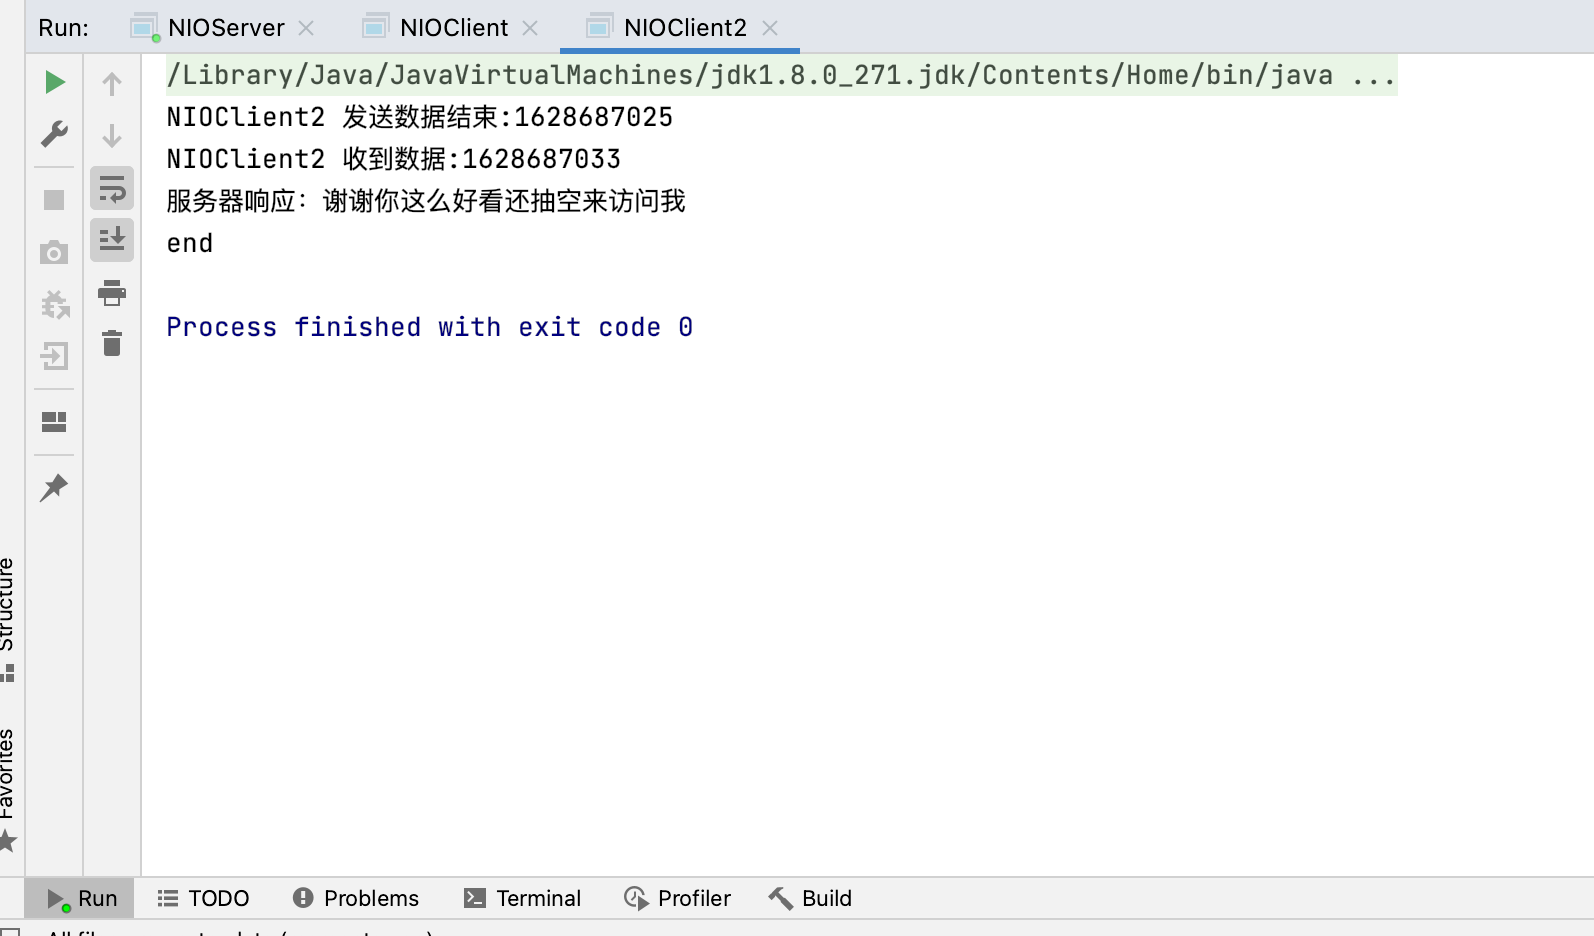 Run: NIOServer NIOClient NIOClient2
/Library/Java/JavaVirtualMachines/jdk1.8.0_271.jdk/Contents/Home/bin/java ...
NIOClient2 发送数据结束:1628687025
NIOClient2 收到数据:1628687033
服务器响应：谢谢你这么好看还抽空来访问我
end
Process finished with exit code 0
Structure
Favorites
Run TODO Problems Terminal Profiler Build